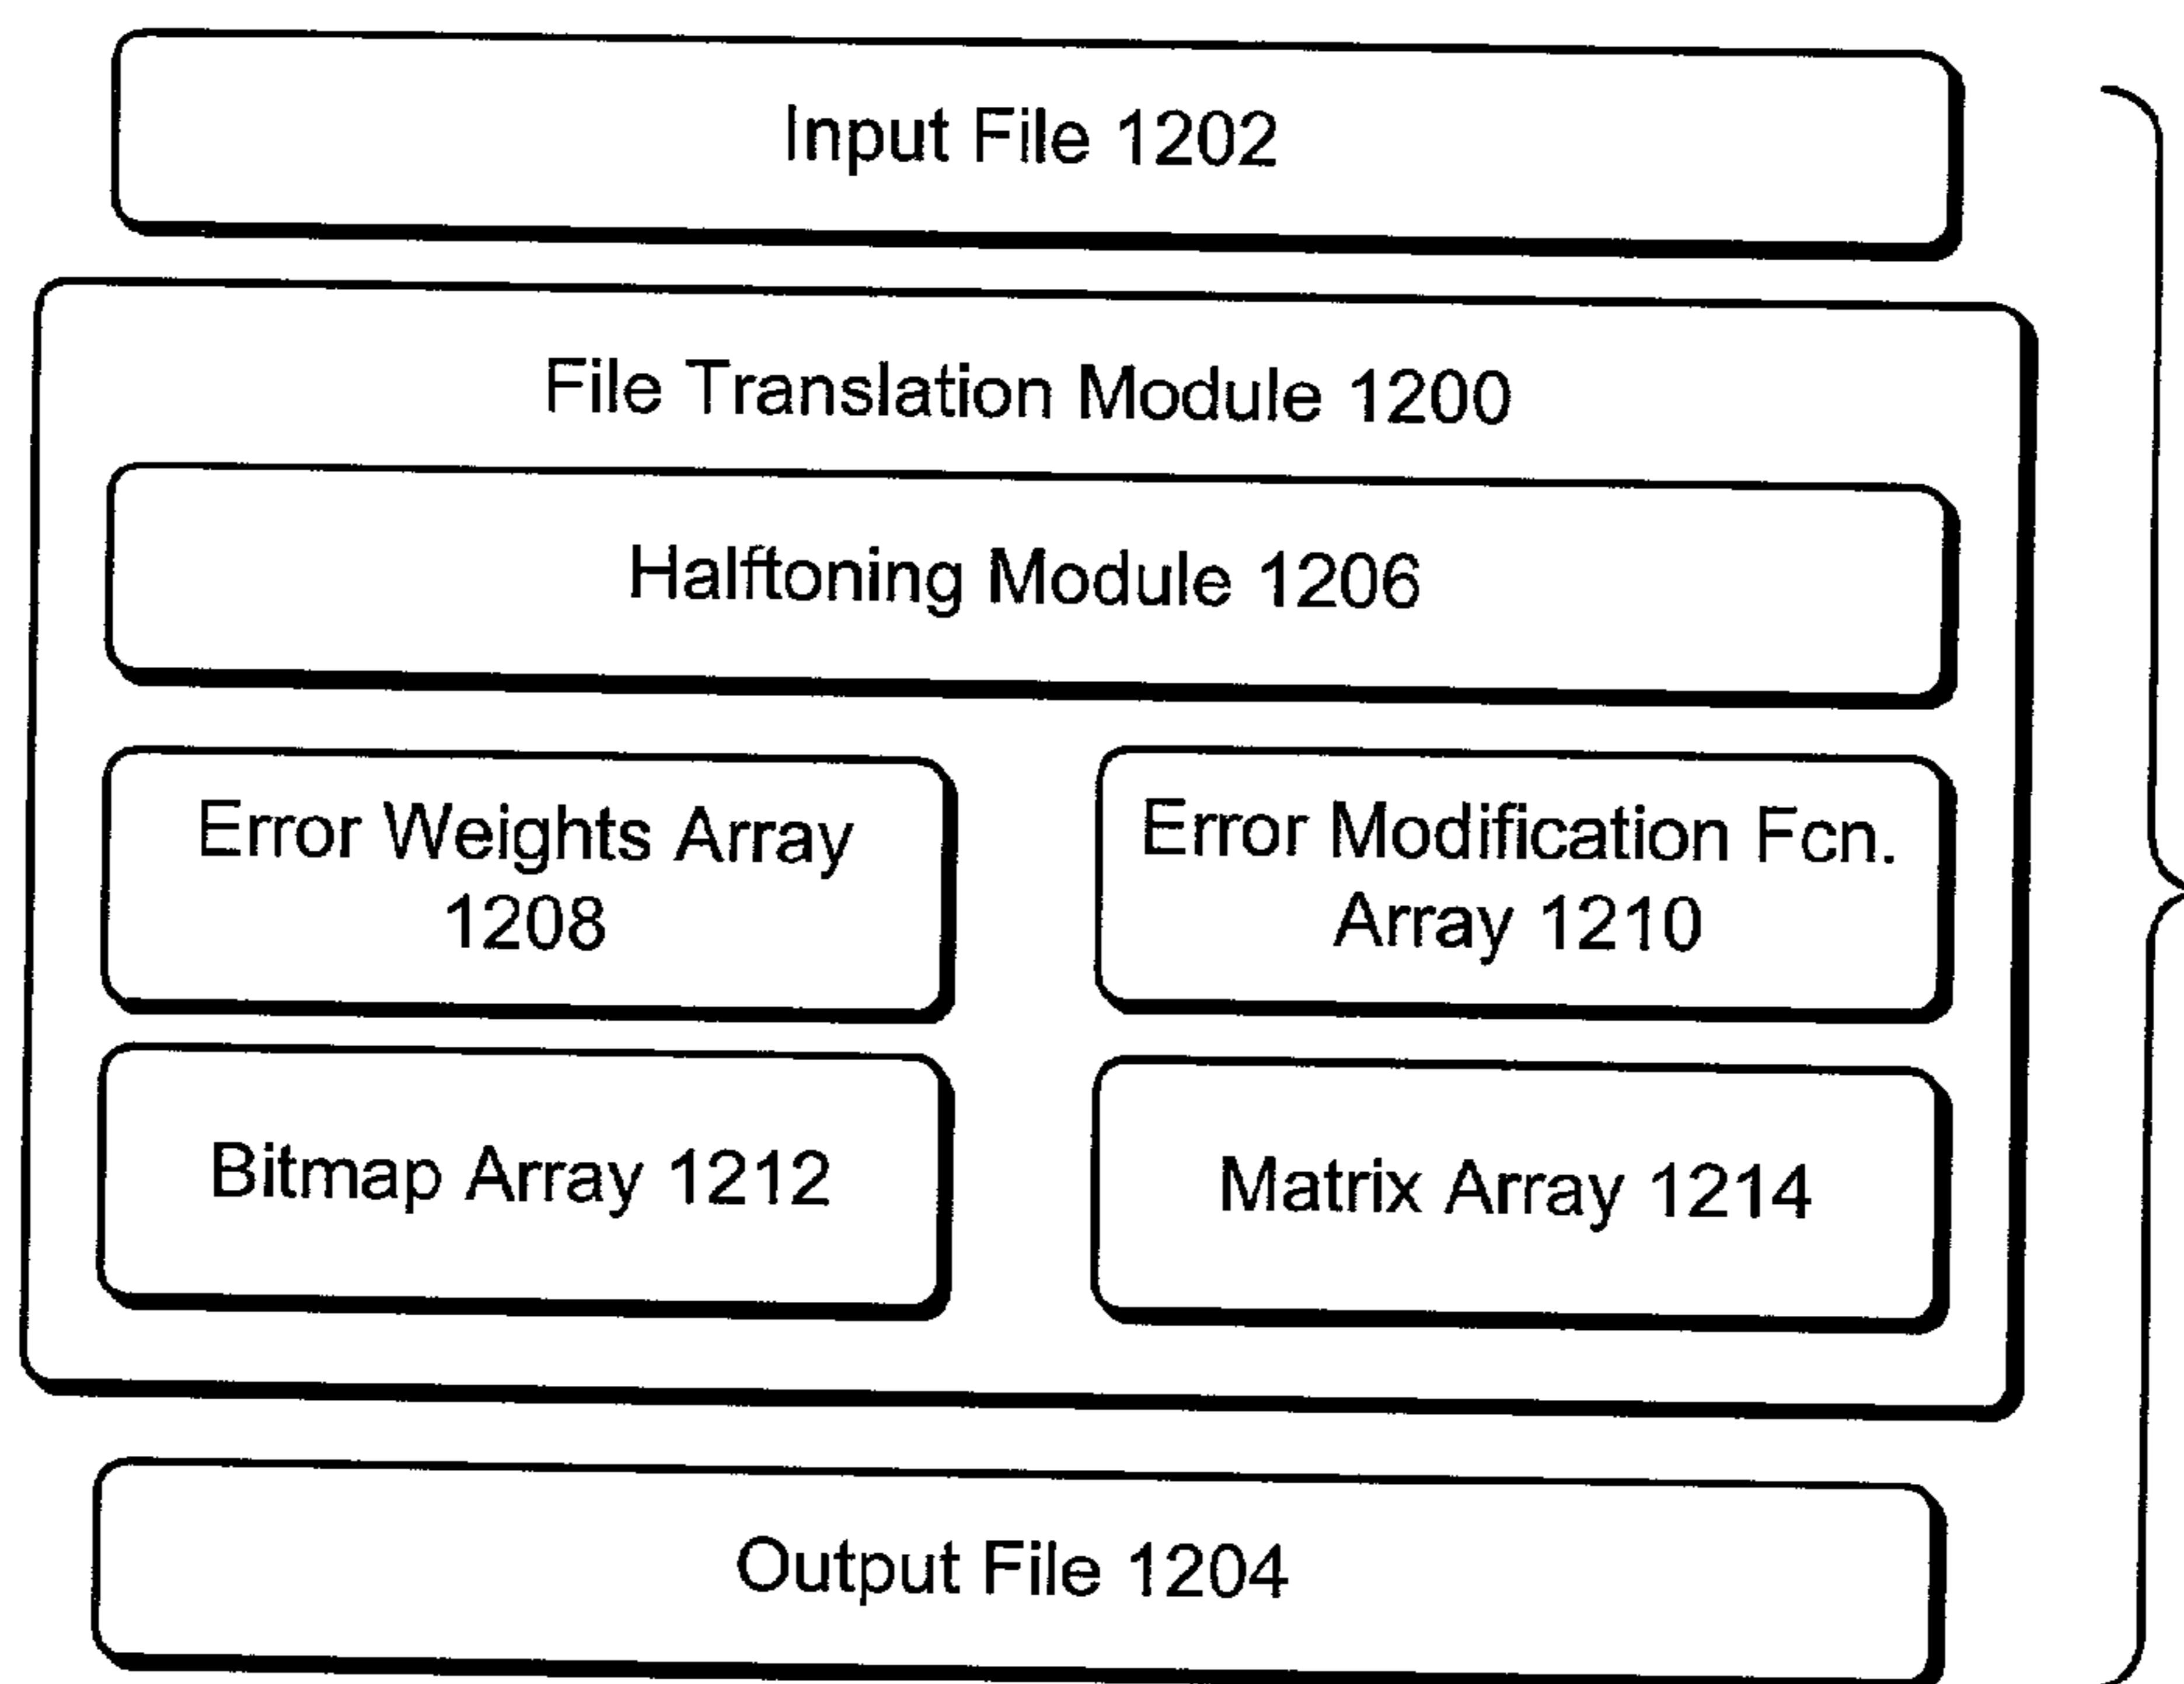 Input File 1202
File Translation Module 1200
Halftoning Module 1206
Error Weights Array
1208
Error Modification Fcn.
Array 1210
Bitmap Array 1212
Matrix Array 1214
Output File 1204